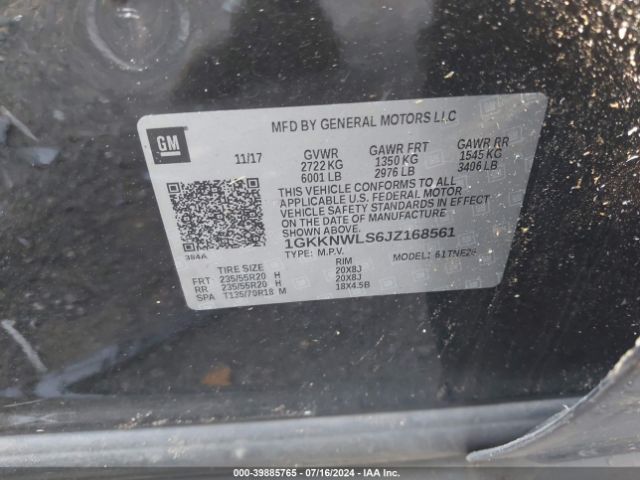 MFD BY GENERAL MOTORS LLC
GM
11/17 GVWR GAWR FRT GAWR RR
2722 KG 1350 KG 1545 KG
6001 LB 2976 LB 3406 LB
THIS VEHICLE CONFORMS TO ALL
APPLICABLE U.S. FEDERAL MOTOR
VEHICLE SAFETY STANDARDS IN EFFECT
ON THE DATE OF MANUFACTURE
SHOWN ABOVE.
1GKKNWLS6JZ168561
384A TYPE: M.P.V. MODEL: 61TNE26
TIRE SIZE RIM
FRT 235/55R20 H 20X8J
RR 235/55R20 H 20X8J
SPA T135/70R18 M 18X4.5B
000-39885765 - 07/16/2024 - IAA Inc.